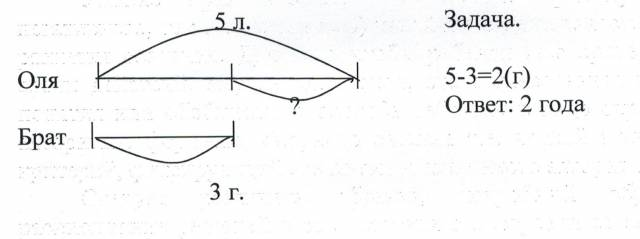 5 л.
Задача.
Оля
5-3=2(г)
?
Ответ: 2 года
Брат
3 г.